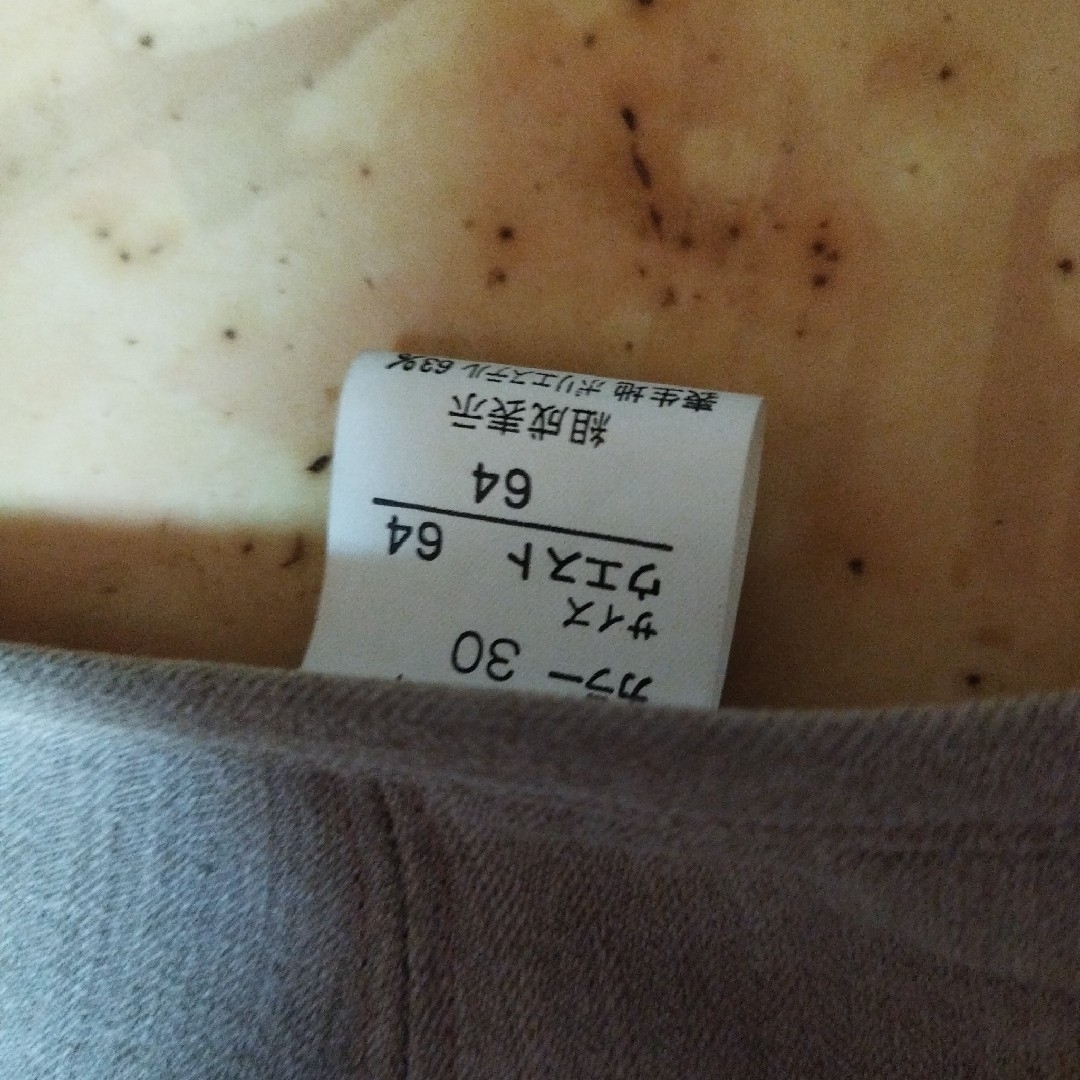 カラー 30
サイズ
ウエスト 64
64
組成表示
表生地 ポリエステル 63%